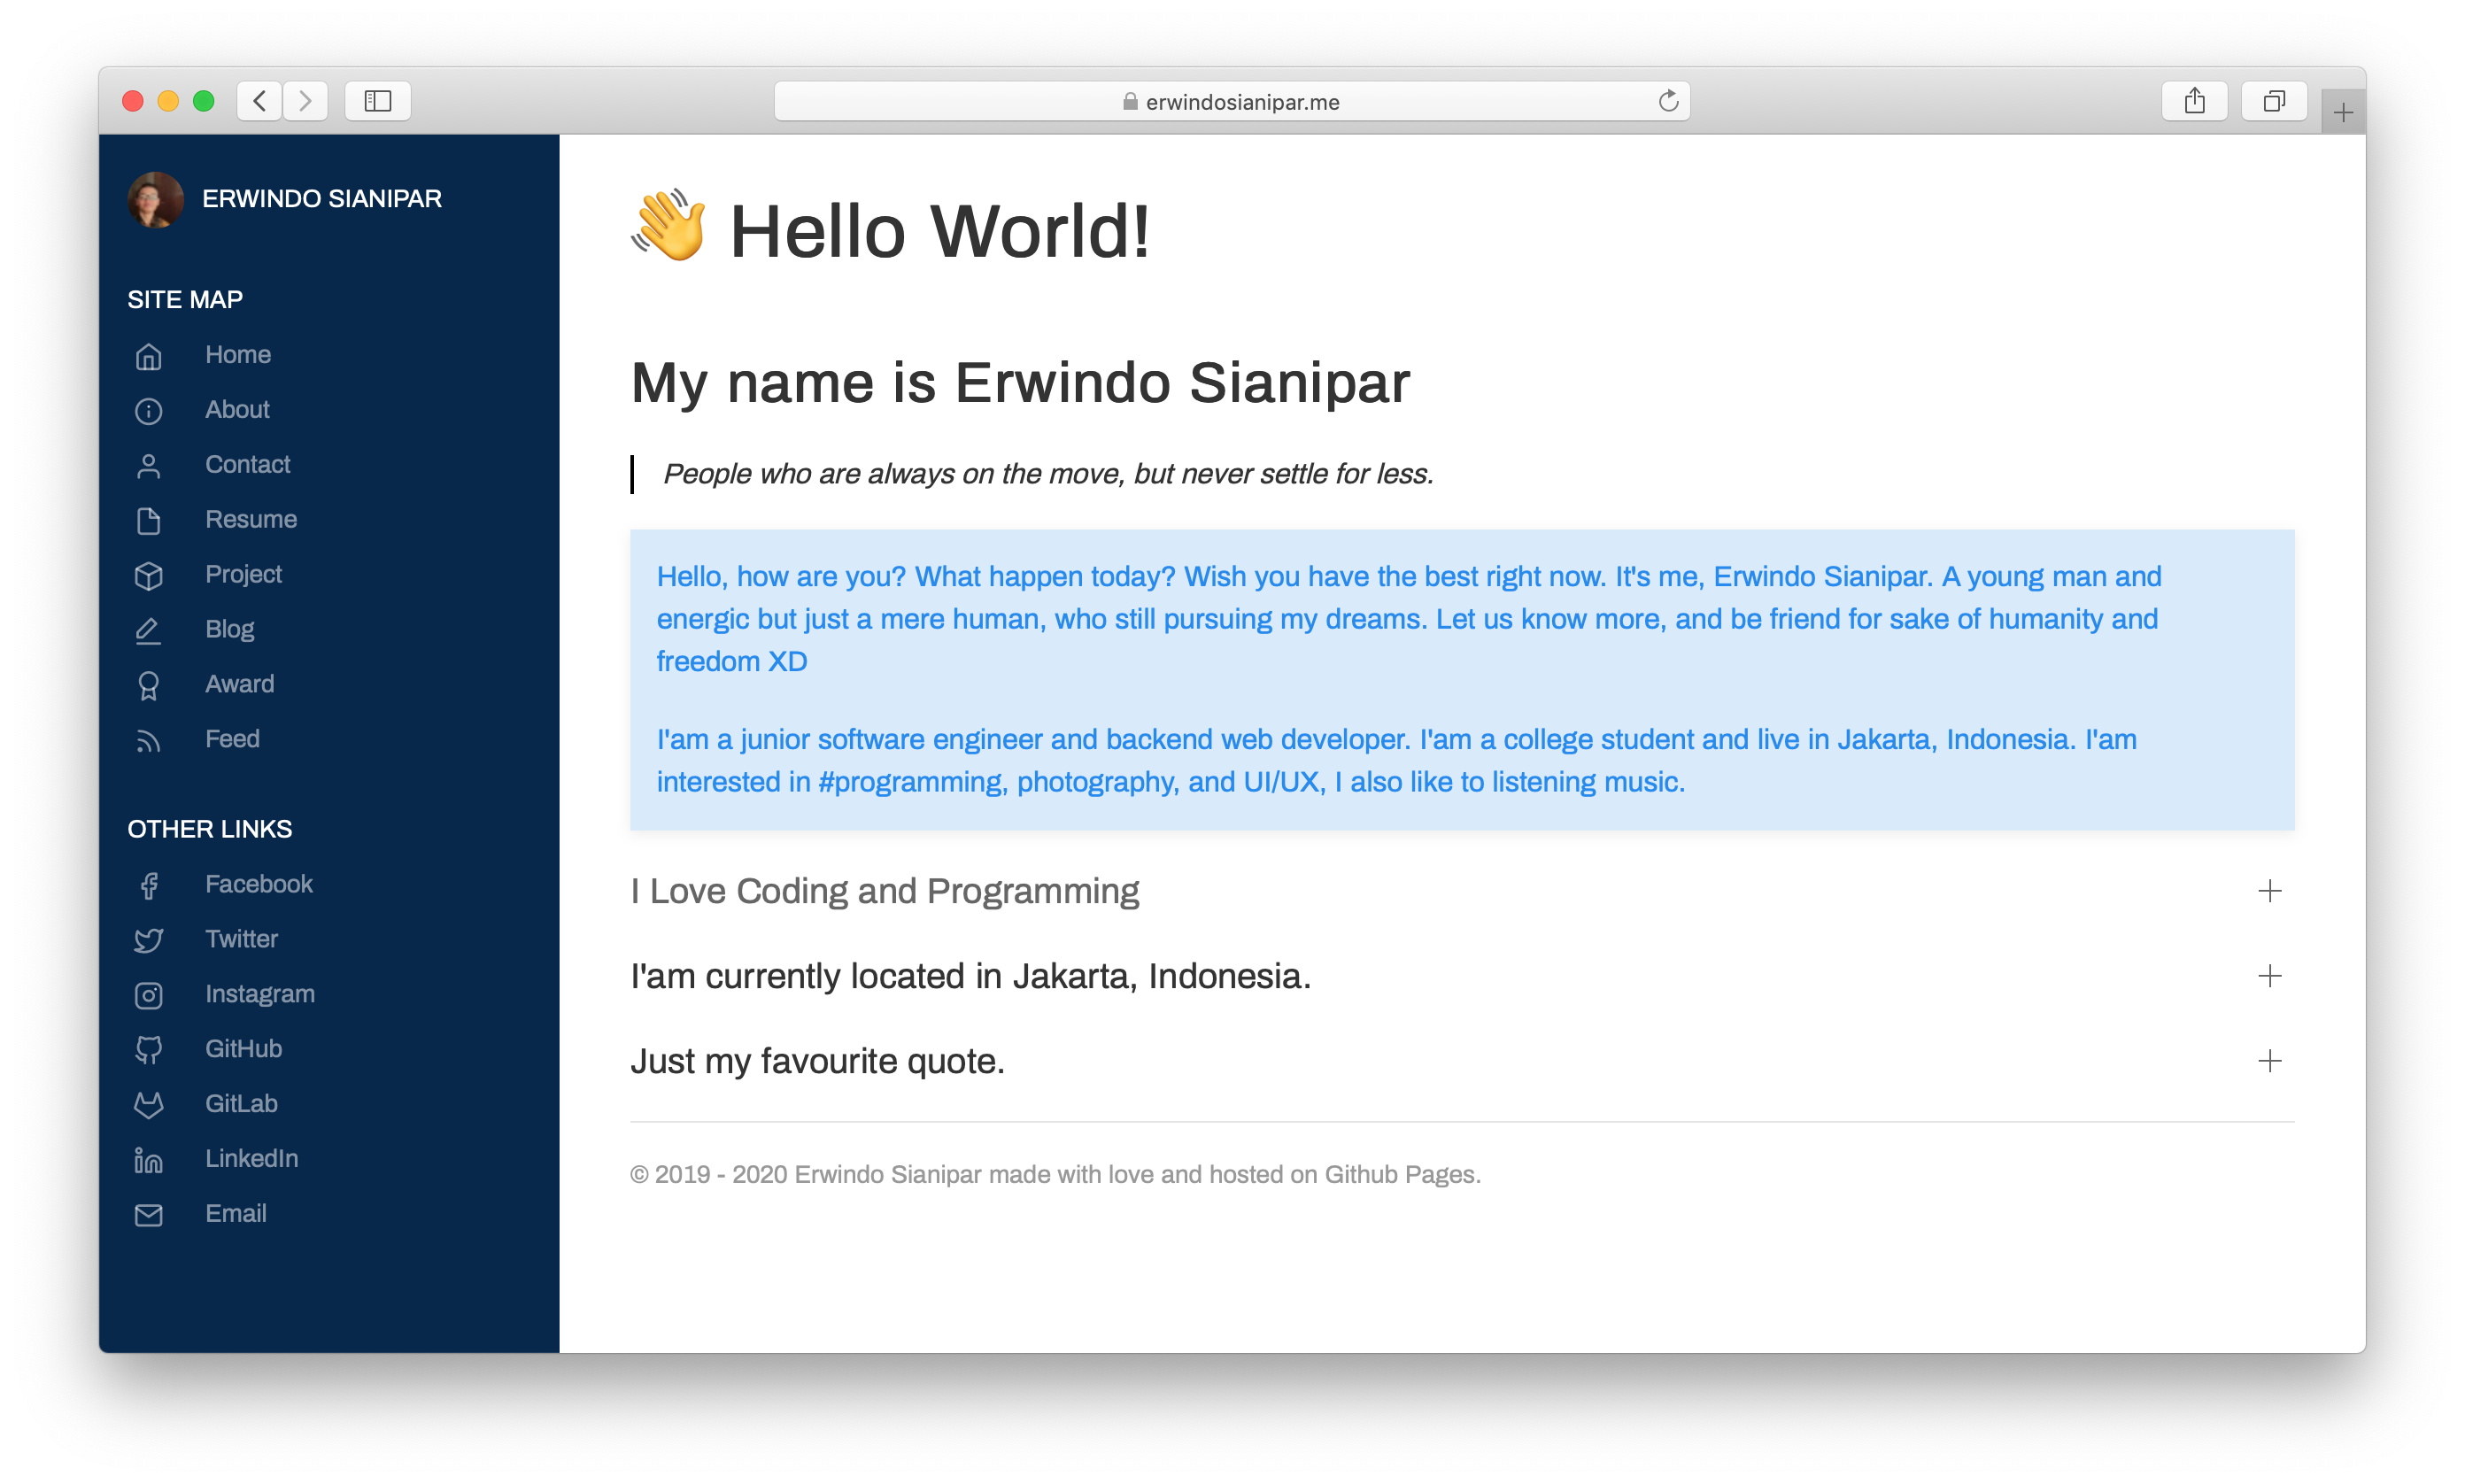 erwindosianipar.me
ERWINDO SIANIPAR
SITE MAP
Home
About
Contact
Resume
Project
Blog
Award
Feed
OTHER LINKS
Facebook
Twitter
Instagram
GitHub
GitLab
LinkedIn
Email
👋 Hello World!
My name is Erwindo Sianipar
People who are always on the move, but never settle for less.
Hello, how are you? What happen today? Wish you have the best right now. It's me, Erwindo Sianipar. A young man and
energic but just a mere human, who still pursuing my dreams. Let us know more, and be friend for sake of humanity and
freedom XD
I'am a junior software engineer and backend web developer. I'am a college student and live in Jakarta, Indonesia. I'am
interested in #programming, photography, and UI/UX, I also like to listening music.
I Love Coding and Programming
I'am currently located in Jakarta, Indonesia.
Just my favourite quote.
© 2019 - 2020 Erwindo Sianipar made with love and hosted on Github Pages.